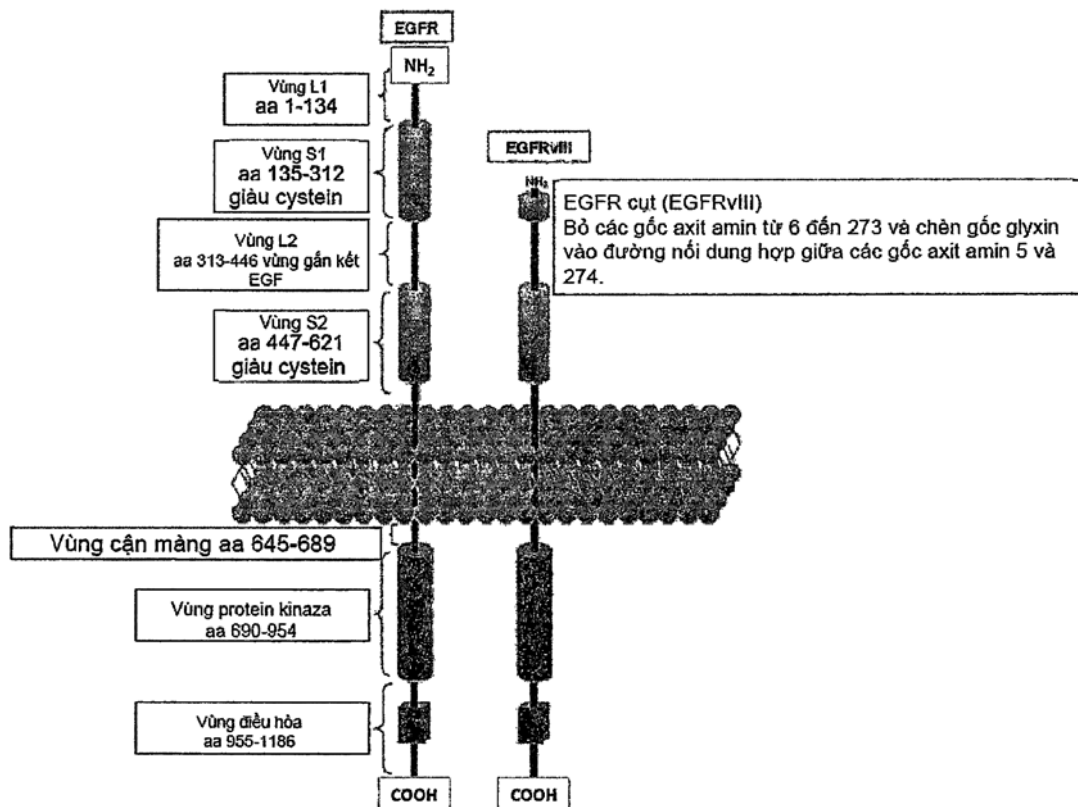 EGFR
NH₂
Vùng L1
aa 1-134
Vùng S1
aa 135-312
giàu cystein
EGFRvIII
NH₂
EGFR cụt (EGFRvIII)
Bỏ các gốc axit amin từ 6 đến 273 và chèn gốc glyxin
vào đường nối dung hợp giữa các gốc axit amin 5 và
274.
Vùng L2
aa 313-446 vừng gắn kết
EGF
Vùng S2
aa 447-621
giàu cystein
Vùng cận màng aa 645-689
Vùng protein kinaza
aa 690-954
Vùng điều hòa
aa 955-1186
COOH
COOH